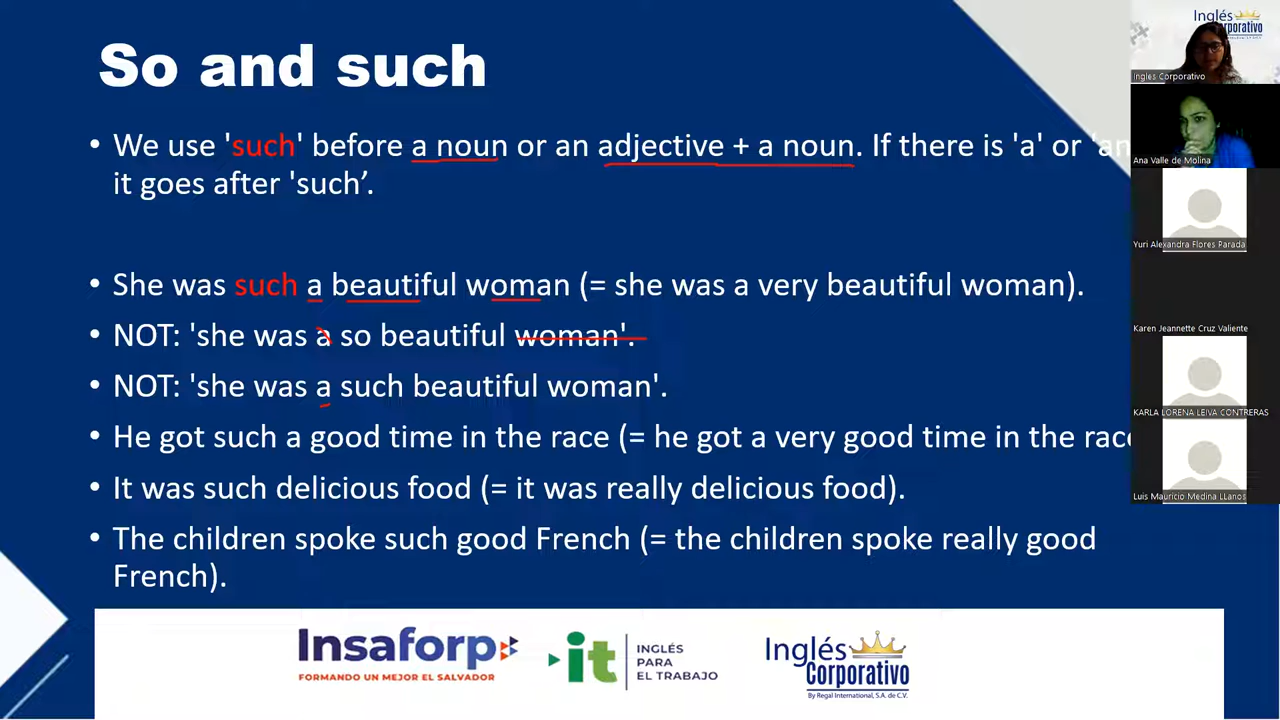 So and such
• We use 'such' before a noun or an adjective + a noun. If there is 'a' or 'an
it goes after 'such’.
• She was such a beautiful woman (= she was a very beautiful woman).
• NOT: 'she was a so beautiful woman'.
• NOT: 'she was a such beautiful woman'.
• He got such a good time in the race (= he got a very good time in the race
• It was such delicious food (= it was really delicious food).
• The children spoke such good French (= the children spoke really good
French).
Insaforp
FORMANDO UN MEJOR EL SALVADOR
it
INGLÉS
PARA
EL TRABAJO
Inglés
Corporativo
By Regal International, S.A. de C.V.
Inglés
Corporativo
Ingles Corporativo
Ana Valle de Molina
Yuri Alexandra Flores Parada
Karen Jeannette Cruz Valiente
KARLA LORENA LEIVA CONTRERAS
Luis Mauricio Medina LLanos